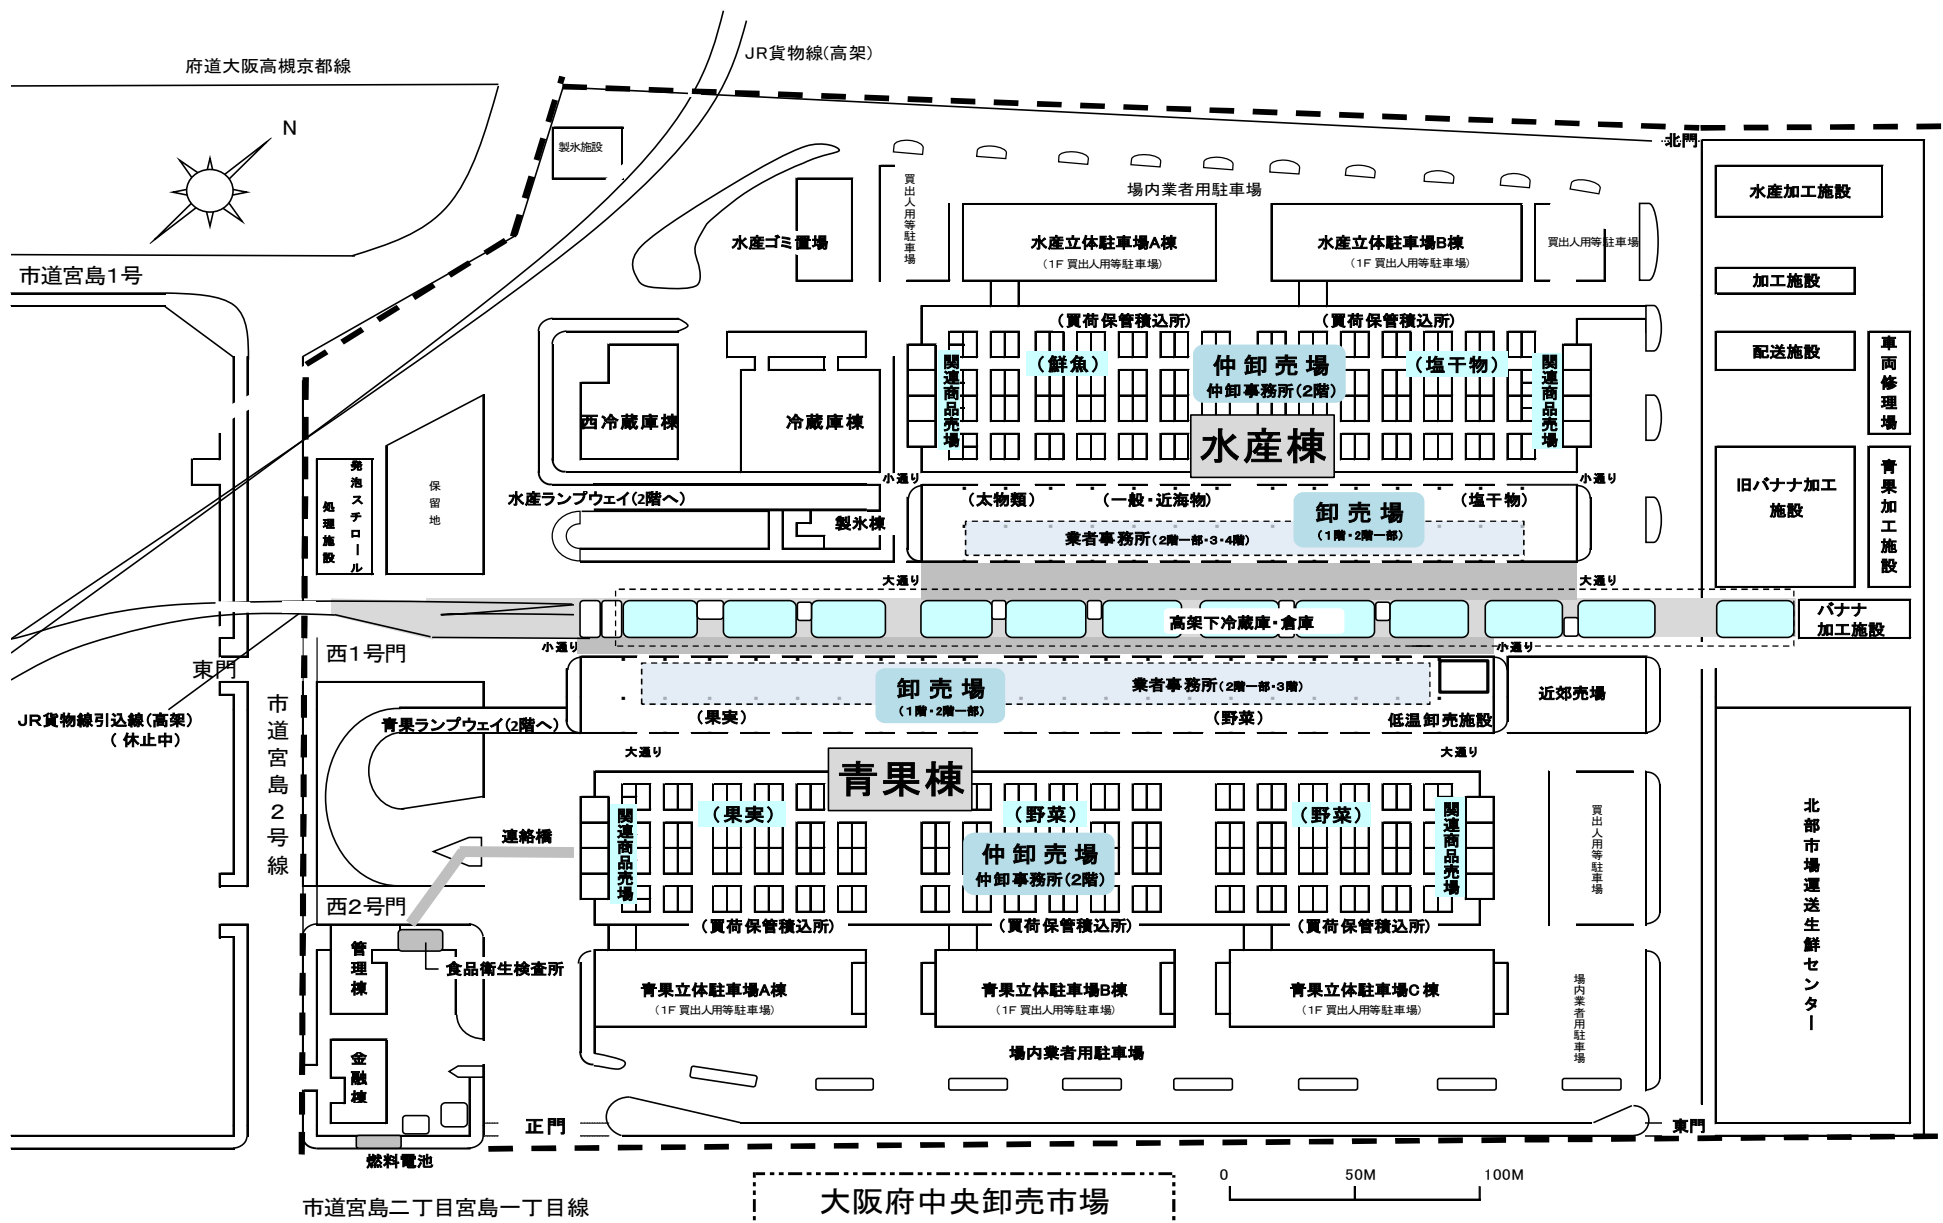 府道大阪高槻京都線
JR貨物線(高架)
N
製氷施設
北門
市道宮島1号
水産ゴミ置場
買出人用等駐車場
場内業者用駐車場
水産立体駐車場A棟
(1F 買出人用等駐車場)
水産立体駐車場B棟
(1F 買出人用等駐車場)
買出人用等駐車場
水産加工施設
加工施設
配送施設
車両修理場
(買荷保管積込所)
(買荷保管積込所)
関連商品売場
(鮮魚)
仲卸売場
仲卸事務所(2階)
(塩干物)
関連商品売場
水産棟
西冷蔵庫棟
冷蔵庫棟
発泡スチロール
処理施設
保留地
小通り
小通り
水産ランプウェイ(2階へ)
製氷棟
(太物類)
(一般・近海物)
卸売場
(1階・2階一部)
(塩干物)
業者事務所(2階一部・3・4階)
旧バナナ加工
施設
青果加工施設
大通り
大通り
高架下冷蔵庫・倉庫
バナナ
加工施設
西1号門
東門
小通り
小通り
JR貨物線引込線(高架)
(休止中)
市道宮島2号線
卸売場
(1階・2階一部)
業者事務所(2階一部・3階)
近郊売場
青果ランプウェイ(2階へ)
(果実)
(野菜)
低温卸売施設
大通り
大通り
青果棟
関連商品売場
(果実)
(野菜)
(野菜)
関連商品売場
仲卸売場
仲卸事務所(2階)
連絡橋
買出人用等駐車場
北部市場運送生鮮センター
西2号門
(買荷保管積込所)
(買荷保管積込所)
(買荷保管積込所)
管理棟
食品衛生検査所
青果立体駐車場A棟
(1F 買出人用等駐車場)
青果立体駐車場B棟
(1F 買出人用等駐車場)
青果立体駐車場C棟
(1F 買出人用等駐車場)
場内業者用駐車場
金融棟
場内業者用駐車場
正門
東門
燃料電池
市道宮島二丁目宮島一丁目線
大阪府中央卸売市場
0 50M 100M